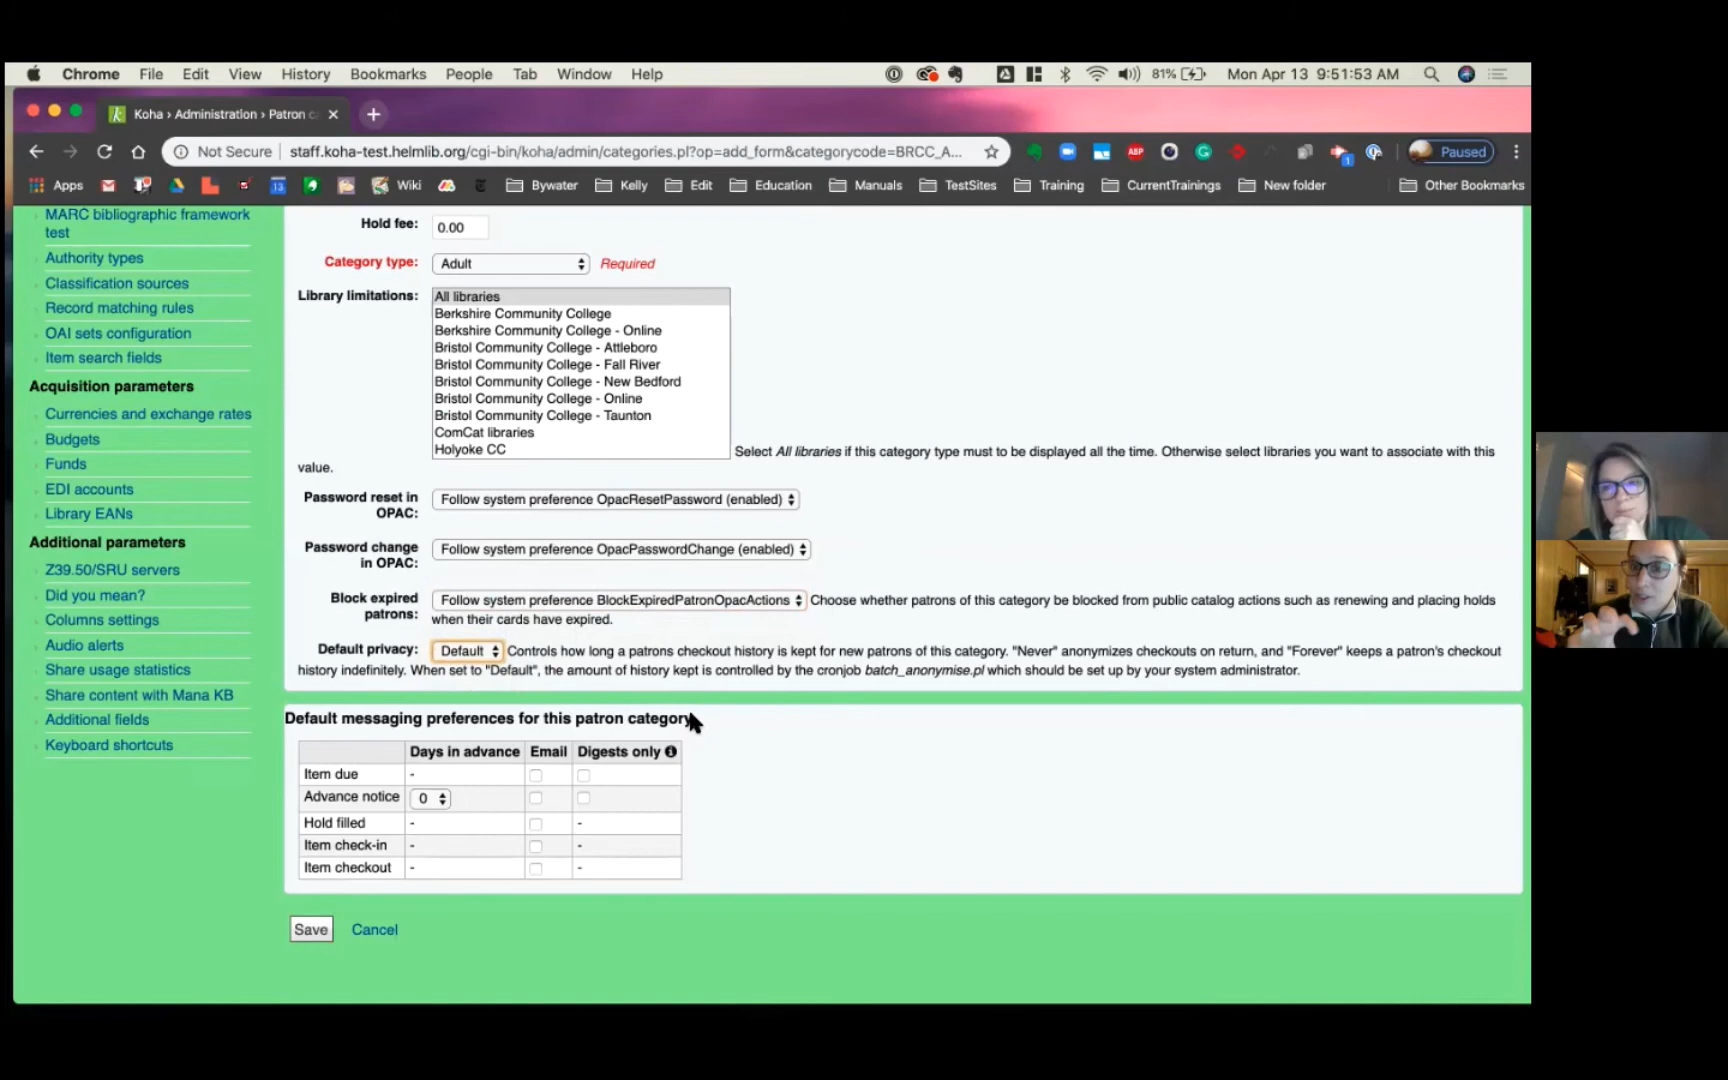 Chrome File Edit View History Bookmarks People Tab Window Help 81% Mon Apr 13 9:51:53 AM
Koha › Administration › Patron c
Not Secure staff.koha-test.helmlib.org/cgi-bin/koha/admin/categories.pl?op=add_form&categorycode=BRCC_A... ABP 1 Paused
Apps 13 Wiki Bywater Kelly Edit Education Manuals TestSites Training CurrentTrainings New folder Other Bookmarks
MARC bibliographic framework
test
Authority types
Classification sources
Record matching rules
OAI sets configuration
Item search fields
Acquisition parameters
Currencies and exchange rates
Budgets
Funds
EDI accounts
Library EANs
Additional parameters
Z39.50/SRU servers
Did you mean?
Columns settings
Audio alerts
Share usage statistics
Share content with Mana KB
Additional fields
Keyboard shortcuts
Hold fee: 0.00
Category type: Adult Required
Library limitations: All libraries
Berkshire Community College
Berkshire Community College - Online
Bristol Community College - Attleboro
Bristol Community College - Fall River
Bristol Community College - New Bedford
Bristol Community College - Online
Bristol Community College - Taunton
ComCat libraries
Holyoke CC
Select All libraries if this category type must to be displayed all the time. Otherwise select libraries you want to associate with this
value.
Password reset in
OPAC: Follow system preference OpacResetPassword (enabled)
Password change
in OPAC: Follow system preference OpacPasswordChange (enabled)
Block expired
patrons: Follow system preference BlockExpiredPatronOpacActions Choose whether patrons of this category be blocked from public catalog actions such as renewing and placing holds
when their cards have expired.
Default privacy: Default Controls how long a patrons checkout history is kept for new patrons of this category. "Never" anonymizes checkouts on return, and "Forever" keeps a patron's checkout
history indefinitely. When set to "Default", the amount of history kept is controlled by the cronjob batch_anonymise.pl which should be set up by your system administrator.
Default messaging preferences for this patron category
Days in advance Email Digests only
Item due -
Advance notice 0
Hold filled - -
Item check-in - -
Item checkout - -
Save Cancel